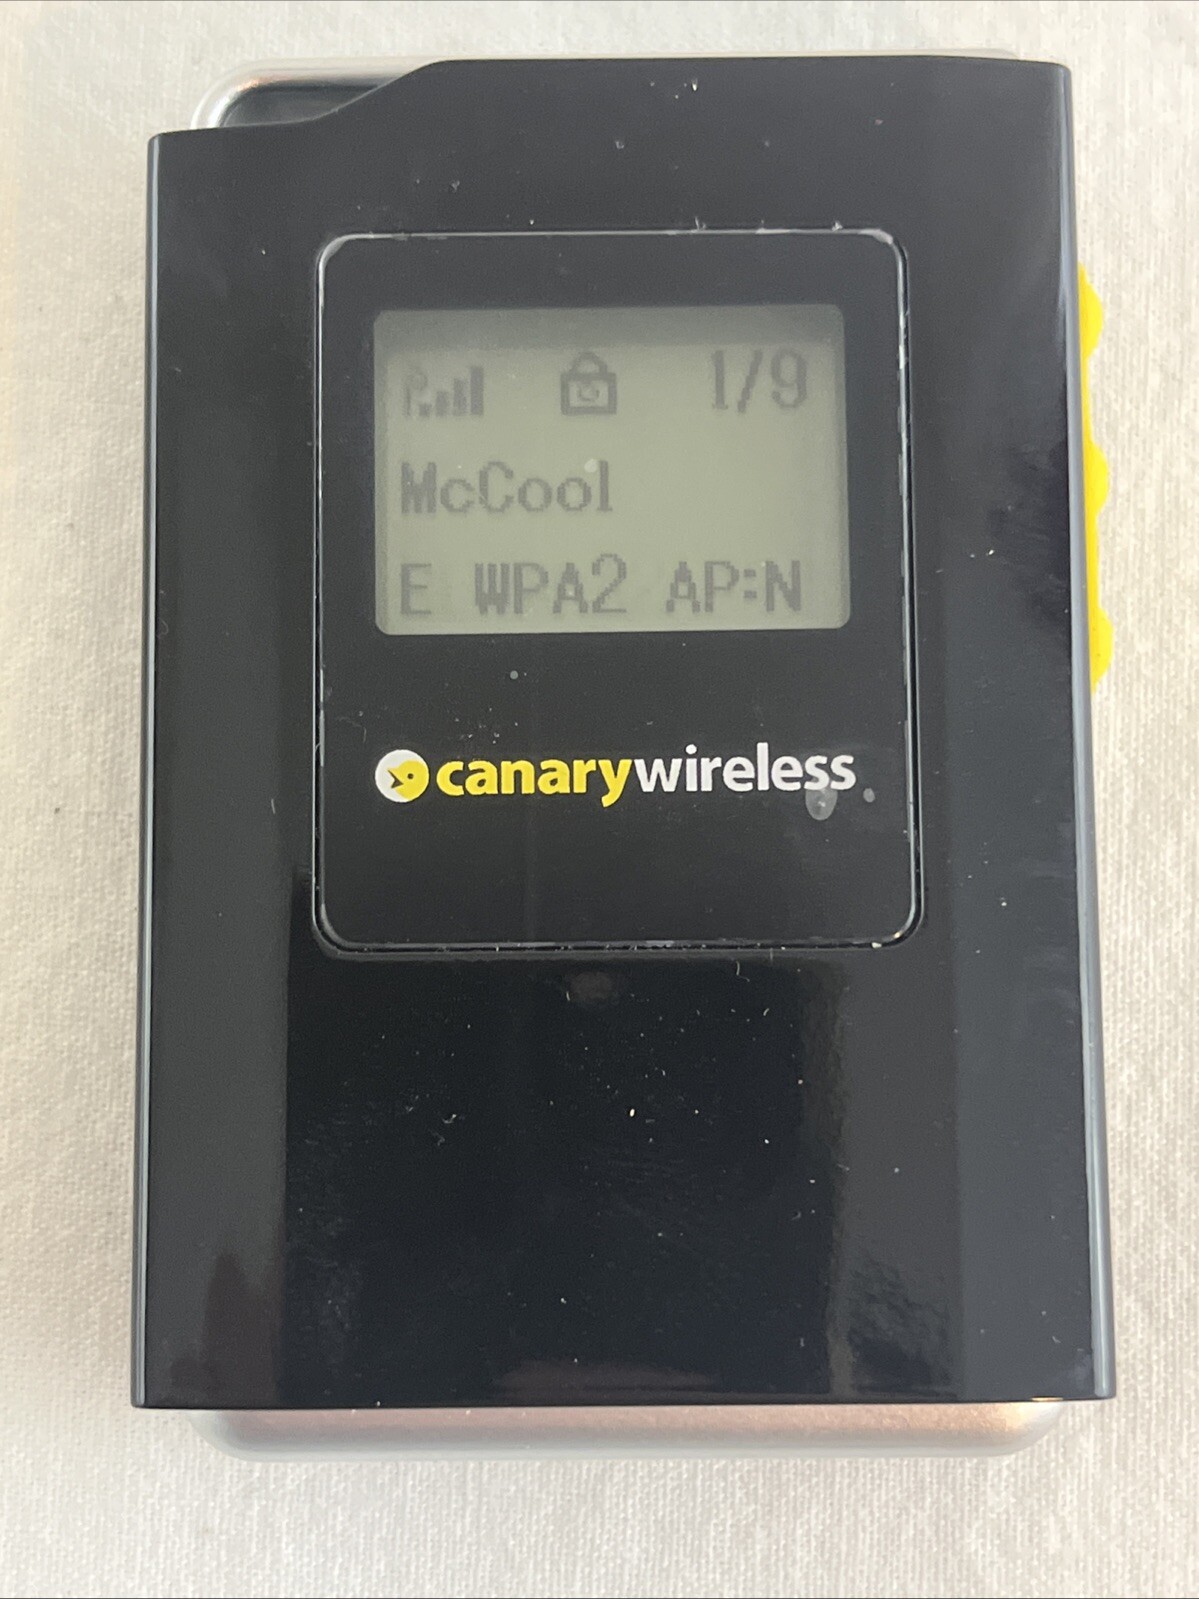 1/9
McCool
E WPA2 AP:N
canarywireless